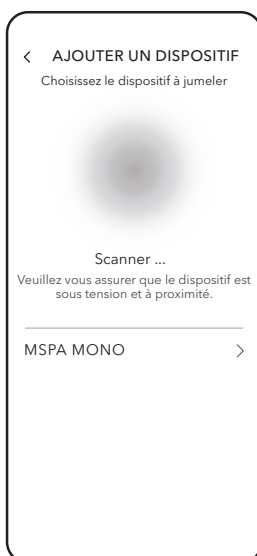 AJOUTER UN DISPOSITIF
Choisissez le dispositif à jumeler
Scanner ...
Veuillez vous assurer que le dispositif est
sous tension et à proximité.
MSPA MONO